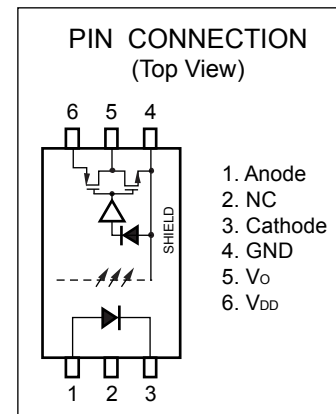 PIN CONNECTION
(Top View)
6 5 4
SHIELD
1 2 3
1. Anode
2. NC
3. Cathode
4. GND
5. VO
6. VDD